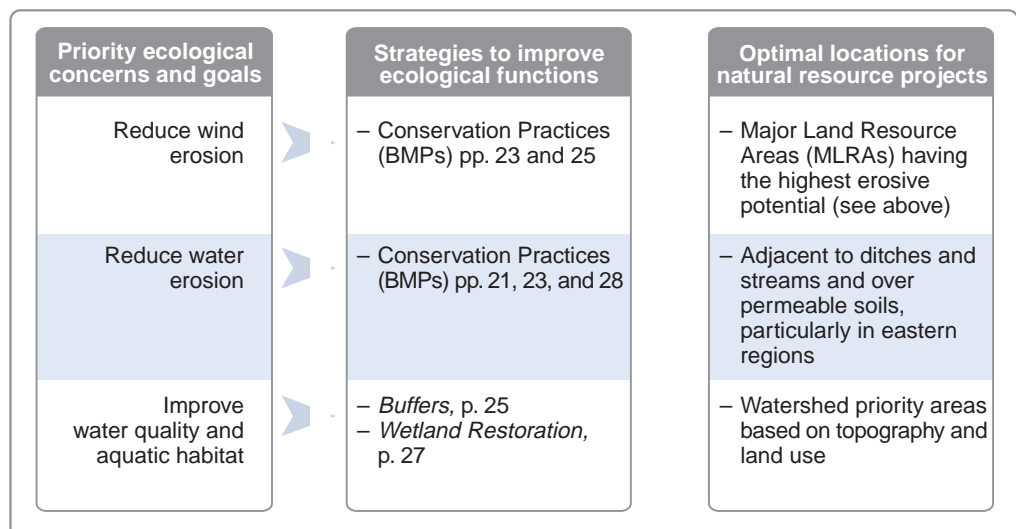 Priority ecological
concerns and goals
Strategies to improve
ecological functions
Optimal locations for
natural resource projects
Reduce wind
erosion
– Conservation Practices
(BMPs) pp. 23 and 25
– Major Land Resource
Areas (MLRAs) having
the highest erosive
potential (see above)
Reduce water
erosion
– Conservation Practices
(BMPs) pp. 21, 23, and 28
– Adjacent to ditches and
streams and over
permeable soils,
particularly in eastern
regions
Improve
water quality and
aquatic habitat
– Buffers, p. 25
– Wetland Restoration,
p. 27
– Watershed priority areas
based on topography and
land use